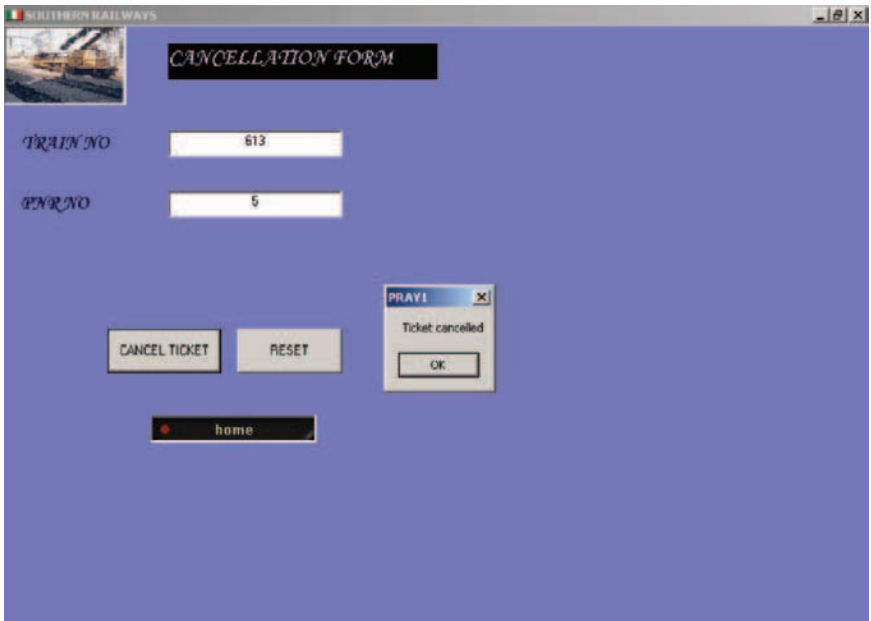 SOUTHERN RAILWAYS
CANCELLATION FORM
TRAIN NO 613
PNR NO 5
PRAY1
Ticket cancelled
OK
CANCEL TICKET RESET
home